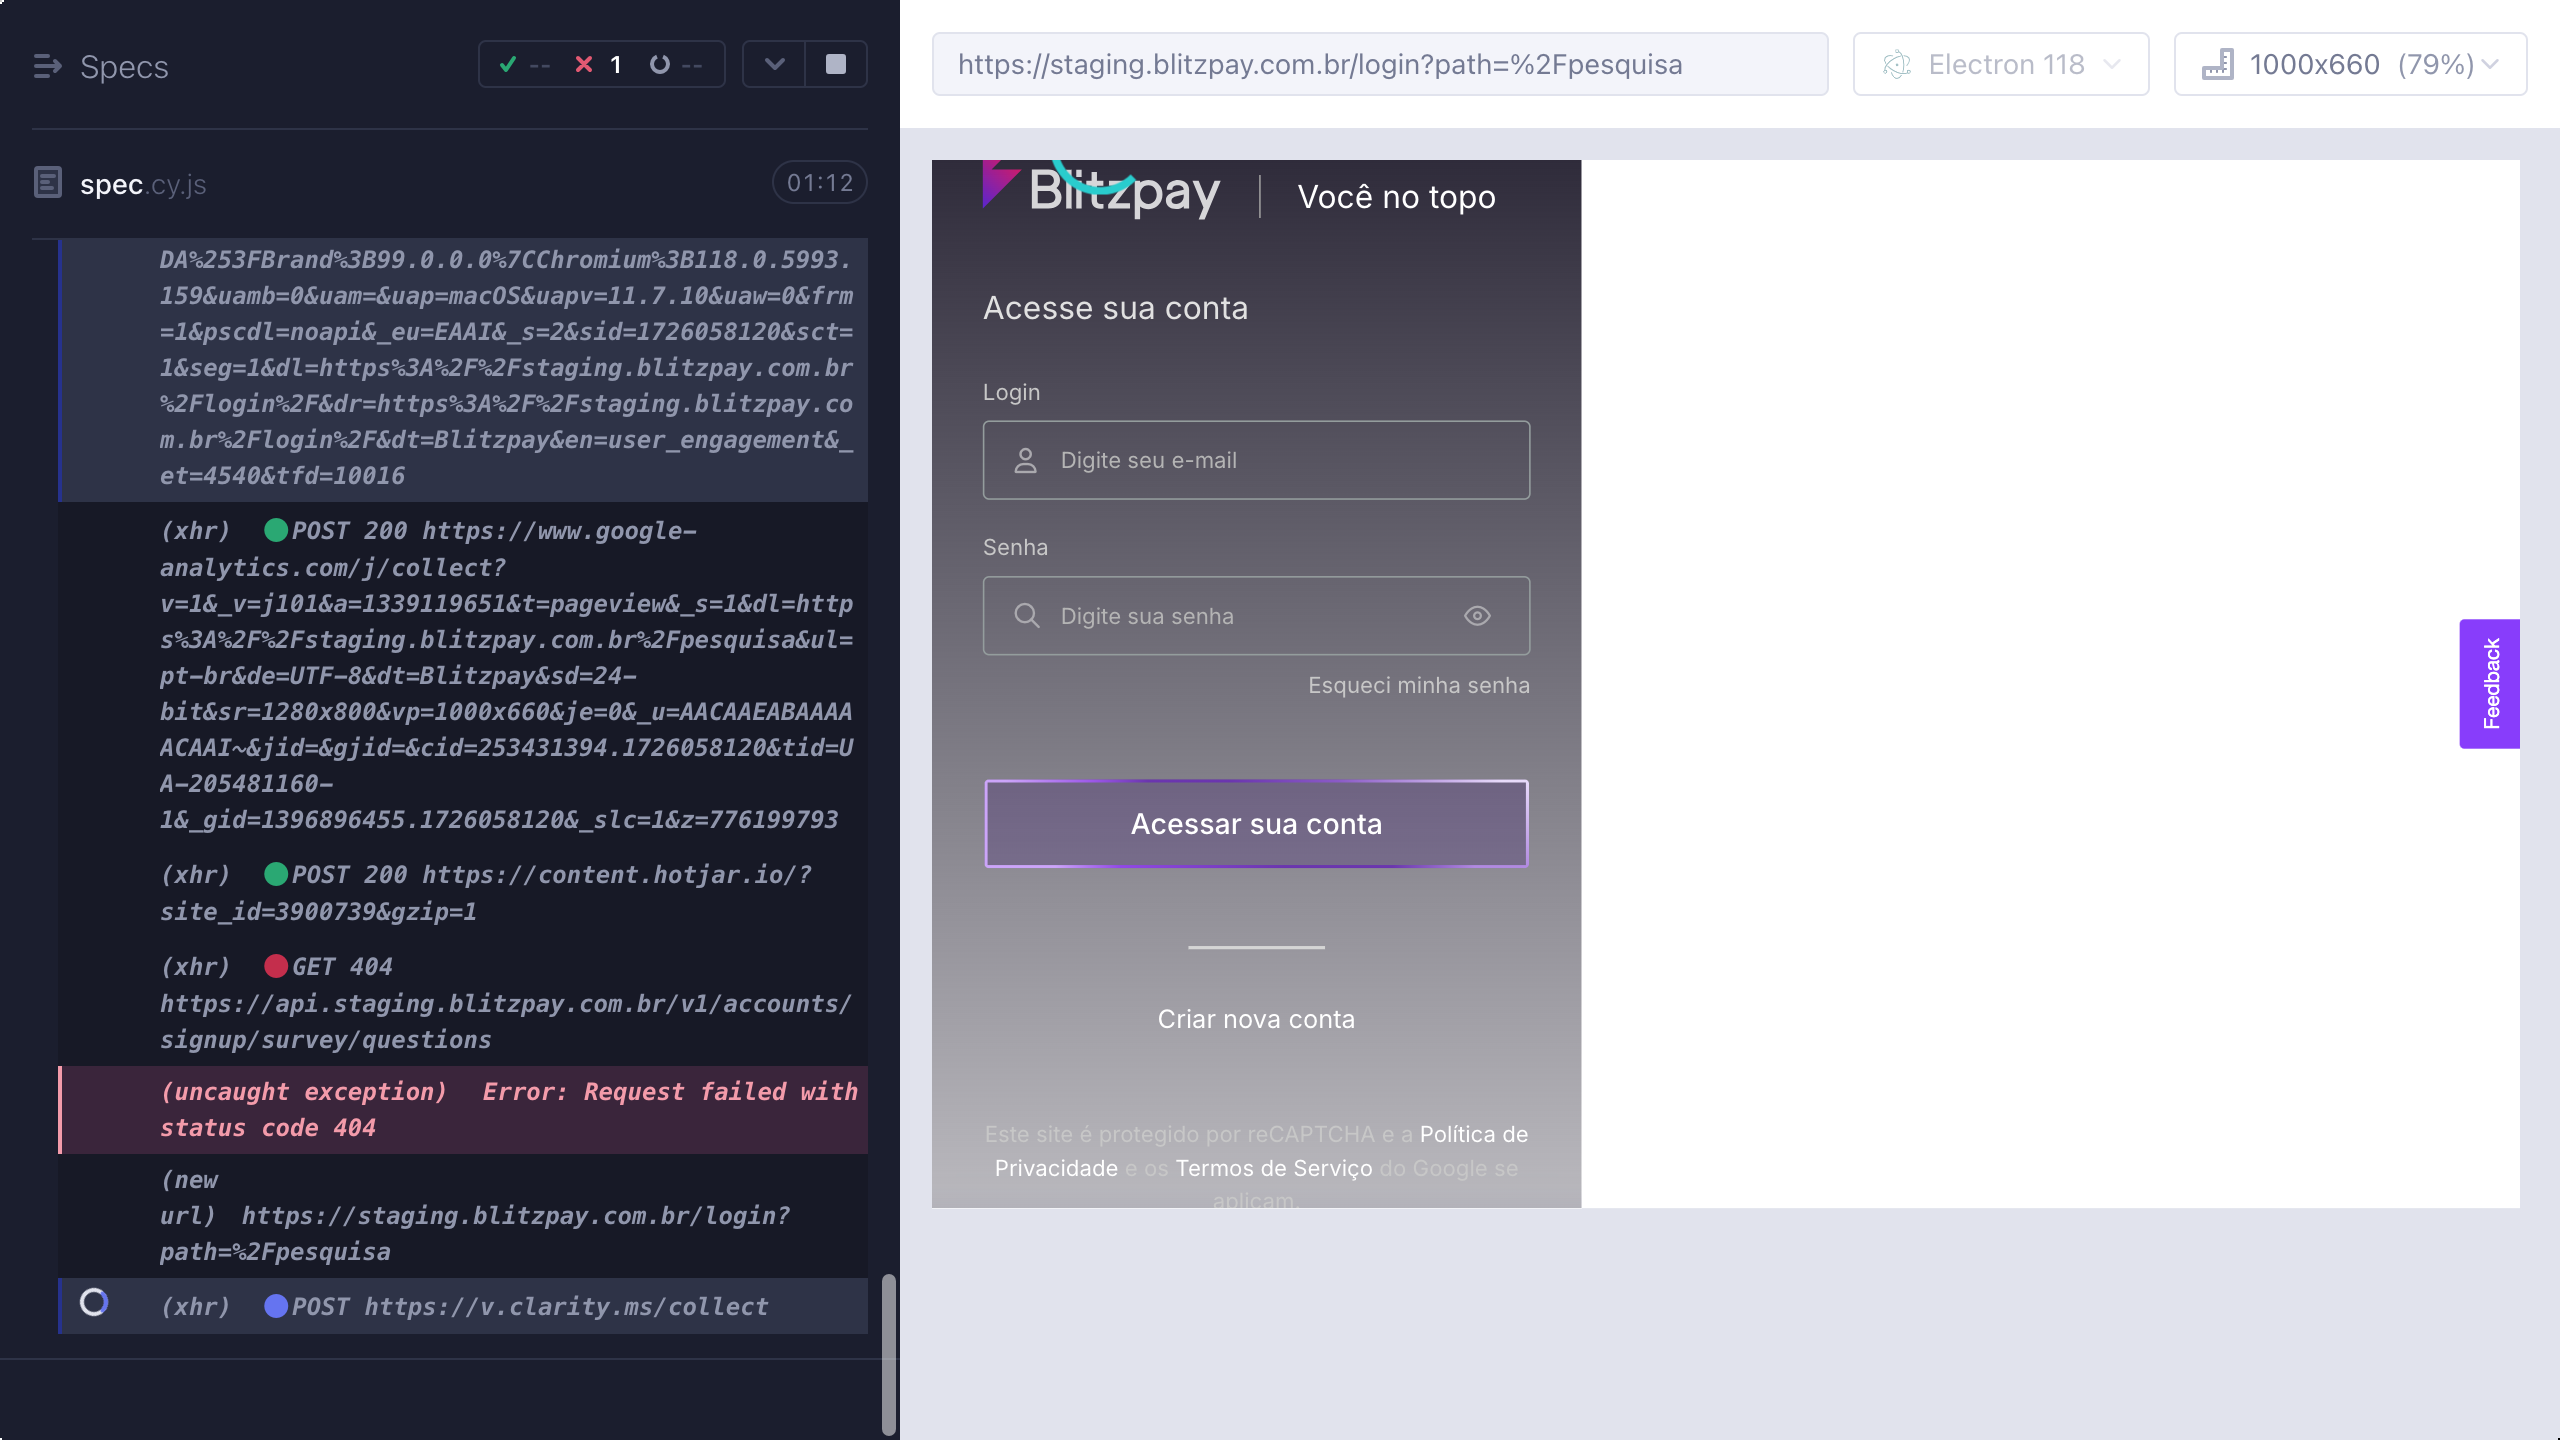 Specs
-- 1 --
spec.cy.js
01:12
DA%253FBrand%3B99.0.0.0%7CChromium%3B118.0.5993.
159&uamb=0&uam=&uap=macOS&uapv=11.7.10&uaw=0&frm
=1&pscdl=noapi&_eu=EAAI&_s=2&sid=1726058120&sct=
1&seg=1&dl=https%3A%2F%2Fstaging.blitzpay.com.br
%2Flogin%2F&dr=https%3A%2F%2Fstaging.blitzpay.co
m.br%2Flogin%2F&dt=Blitzpay&en=user_engagement&_
et=4540&tfd=10016
(xhr) POST 200 https://www.google-
analytics.com/j/collect?
v=1&_v=j101&a=1339119651&t=pageview&_s=1&dl=http
s%3A%2F%2Fstaging.blitzpay.com.br%2Fpesquisa&ul=
pt-br&de=UTF-8&dt=Blitzpay&sd=24-
bit&sr=1280x800&vp=1000x660&je=0&_u=AACAAEABAAAA
ACAAI~&jid=&gjid=&cid=253431394.1726058120&tid=U
A-205481160-
1&_gid=1396896455.1726058120&_slc=1&z=776199793
(xhr) POST 200 https://content.hotjar.io/?
site_id=3900739&gzip=1
(xhr) GET 404
https://api.staging.blitzpay.com.br/v1/accounts/
signup/survey/questions
(uncaught exception) Error: Request failed with
status code 404
(new
url) https://staging.blitzpay.com.br/login?
path=%2Fpesquisa
(xhr) POST https://v.clarity.ms/collect
https://staging.blitzpay.com.br/login?path=%2Fpesquisa
Electron 118
1000x660 (79%)
Blitzpay
Você no topo
Acesse sua conta
Login
Digite seu e-mail
Senha
Digite sua senha
Esqueci minha senha
Acessar sua conta
Criar nova conta
Este site é protegido por reCAPTCHA e a Política de
Privacidade e os Termos de Serviço do Google se
aplicam.
Feedback